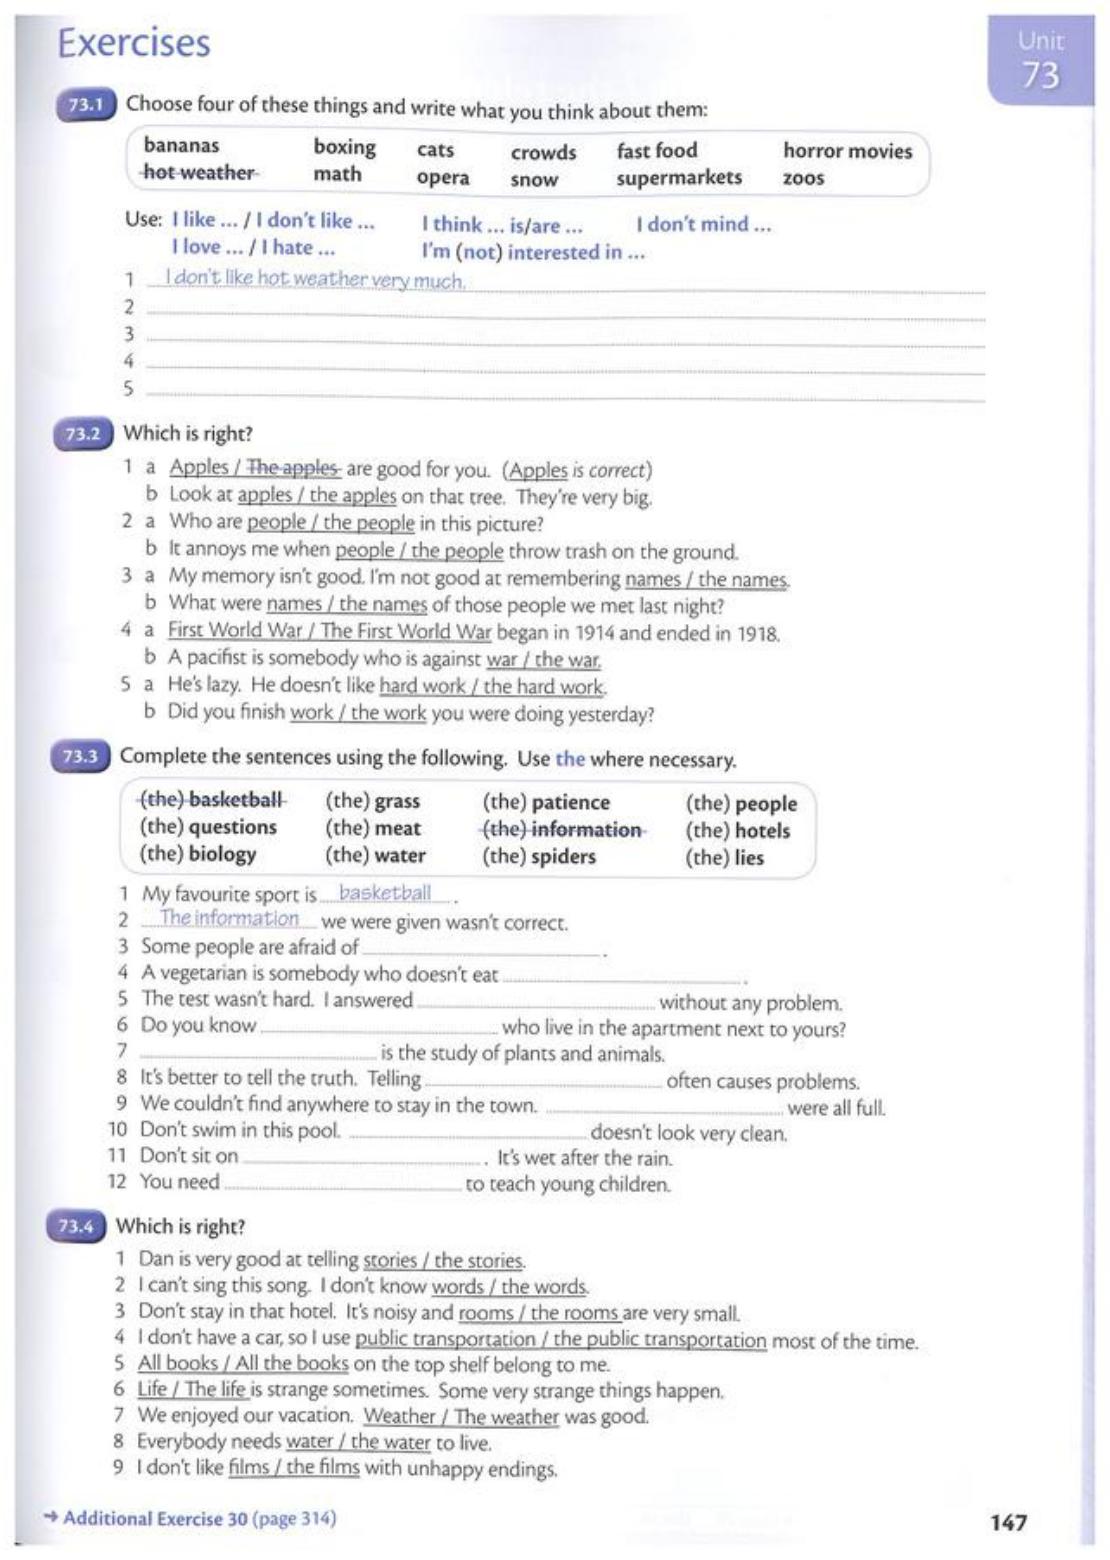 Exercises
Unit
73
73.1 Choose four of these things and write what you think about them:
bananas boxing cats crowds fast food horror movies
hot weather math opera snow supermarkets zoos
Use: I like ... / I don't like ... I think ... is/are ... I don't mind ...
I love ... / I hate ... I'm (not) interested in ...
1 I don't like hot weather very much.
2
3
4
5
73.2 Which is right?
1 a Apples / The apples are good for you. (Apples is correct)
b Look at apples / the apples on that tree. They're very big.
2 a Who are people / the people in this picture?
b It annoys me when people / the people throw trash on the ground.
3 a My memory isn't good. I'm not good at remembering names / the names.
b What were names / the names of those people we met last night?
4 a First World War / The First World War began in 1914 and ended in 1918.
b A pacifist is somebody who is against war / the war.
5 a He's lazy. He doesn't like hard work / the hard work.
b Did you finish work / the work you were doing yesterday?
73.3 Complete the sentences using the following. Use the where necessary.
(the) basketball (the) grass (the) patience (the) people
(the) questions (the) meat (the) information (the) hotels
(the) biology (the) water (the) spiders (the) lies
1 My favourite sport is basketball .
2 The information we were given wasn't correct.
3 Some people are afraid of .
4 A vegetarian is somebody who doesn't eat .
5 The test wasn't hard. I answered without any problem.
6 Do you know who live in the apartment next to yours?
7 is the study of plants and animals.
8 It's better to tell the truth. Telling often causes problems.
9 We couldn't find anywhere to stay in the town. were all full.
10 Don't swim in this pool. doesn't look very clean.
11 Don't sit on . It's wet after the rain.
12 You need to teach young children.
73.4 Which is right?
1 Dan is very good at telling stories / the stories.
2 I can't sing this song. I don't know words / the words.
3 Don't stay in that hotel. It's noisy and rooms / the rooms are very small.
4 I don't have a car, so I use public transportation / the public transportation most of the time.
5 All books / All the books on the top shelf belong to me.
6 Life / The life is strange sometimes. Some very strange things happen.
7 We enjoyed our vacation. Weather / The weather was good.
8 Everybody needs water / the water to live.
9 I don't like films / the films with unhappy endings.
→ Additional Exercise 30 (page 314)
147